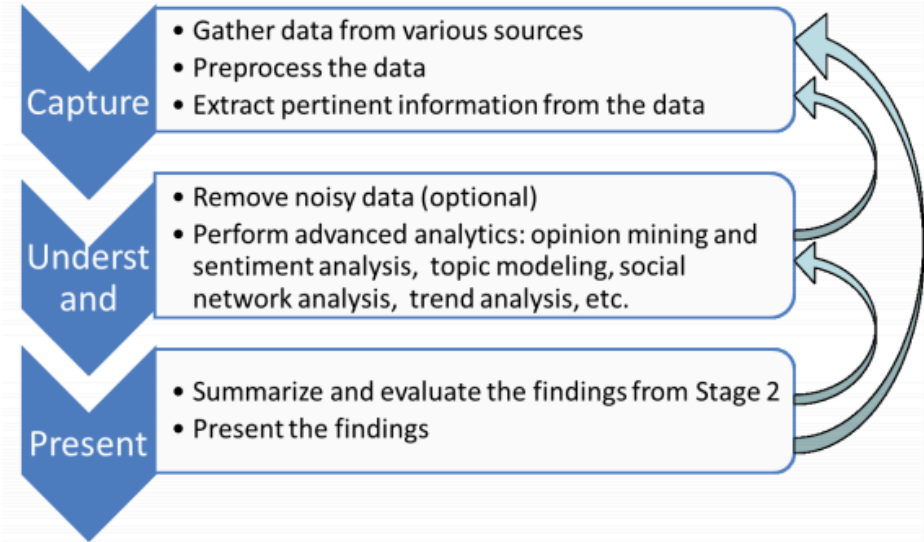 Capture
• Gather data from various sources
• Preprocess the data
• Extract pertinent information from the data
Underst
and
• Remove noisy data (optional)
• Perform advanced analytics: opinion mining and
sentiment analysis, topic modeling, social
network analysis, trend analysis, etc.
Present
• Summarize and evaluate the findings from Stage 2
• Present the findings